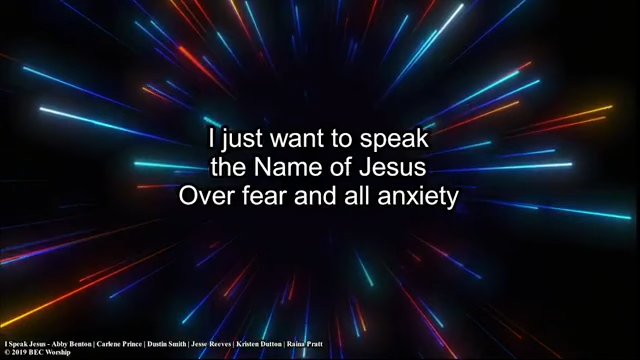 I just want to speak
the Name of Jesus
Over fear and all anxiety
I Speak Jesus - Abby Benton | Carlene Prince | Dustin Smith | Jesse Reeves | Kristen Dutton | Raina Pratt
© 2019 BEC Worship